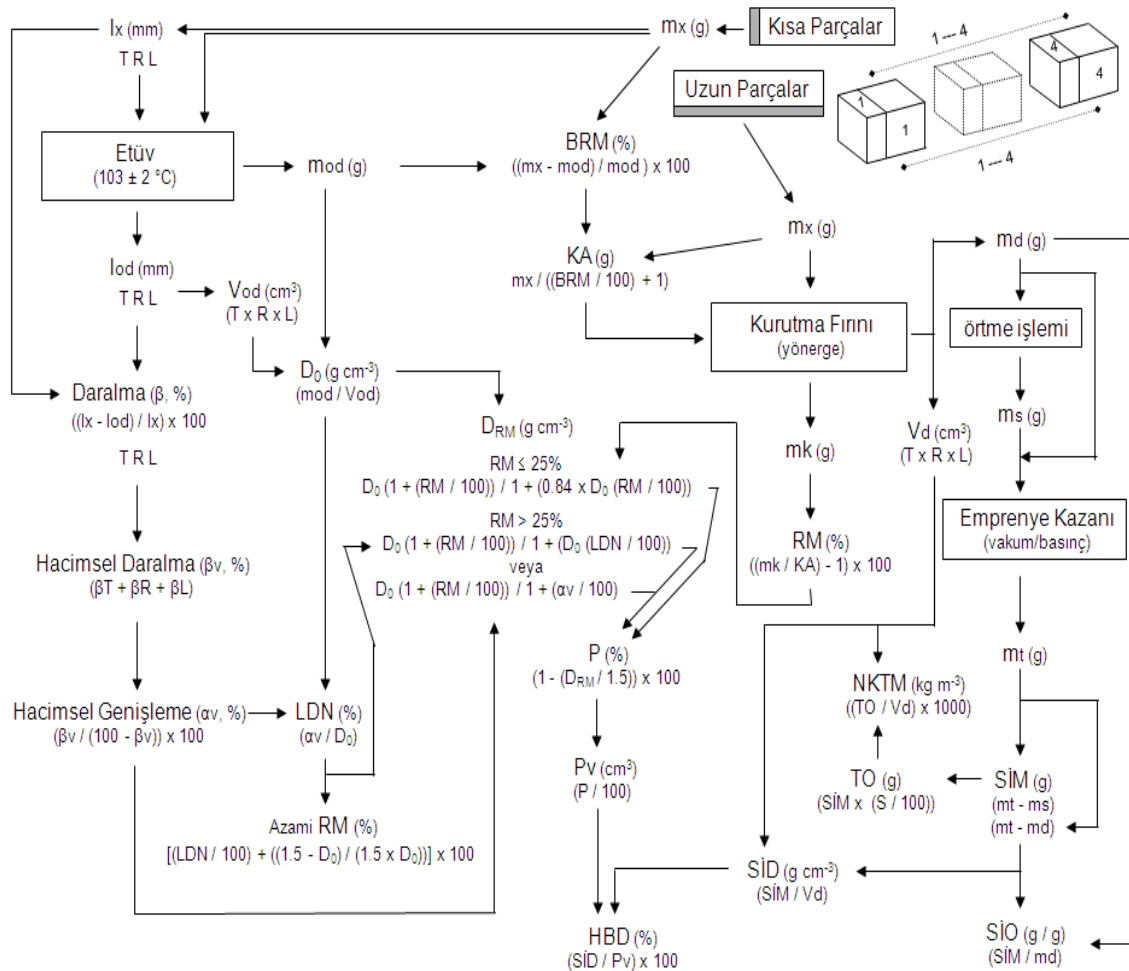 lx (mm)
T R L
mx (g)
Kısa Parçalar
Uzun Parçalar
1 --- 4
1
1
4
4
1 --- 4
Etüv
(103 ± 2 °C)
mod (g)
BRM (%)
((mx - mod) / mod ) x 100
mx (g)
KA (g)
mx / ((BRM / 100) + 1)
md (g)
lod (mm)
T R L
Vod (cm³)
(T x R x L)
Kurutma Fırını
(yönerge)
örtme işlemi
Daralma (β, %)
((lx - lod) / lx) x 100
T R L
D₀ (g cm⁻³)
(mod / Vod)
DRM (g cm⁻³)
RM ≤ 25%
D₀ (1 + (RM / 100)) / 1 + (0.84 x D₀ (RM / 100))
RM > 25%
D₀ (1 + (RM / 100)) / 1 + (D₀ (LDN / 100))
veya
D₀ (1 + (RM / 100)) / 1 + (αv / 100)
mk (g)
Vd (cm³)
(T x R x L)
ms (g)
Emprenye Kazanı
(vakum/basınç)
RM (%)
((mk / KA) - 1) x 100
Hacimsel Daralma (βv, %)
(βT + βR + βL)
P (%)
(1 - (DRM / 1.5)) x 100
mt (g)
NKTM (kg m⁻³)
((TO / Vd) x 1000)
Hacimsel Genişleme (αv, %)
(βv / (100 - βv)) x 100
LDN (%)
(αv / D₀)
Pv (cm³)
(P / 100)
TO (g)
(SİM x (S / 100))
SİM (g)
(mt - ms)
(mt - md)
Azami RM (%)
[(LDN / 100) + ((1.5 - D₀) / (1.5 x D₀))] x 100
SİD (g cm⁻³)
(SİM / Vd)
HBD (%)
(SİD / Pv) x 100
SİO (g / g)
(SİM / md)